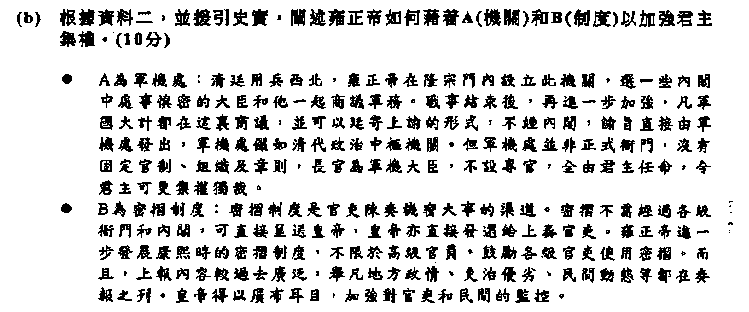 (b) 根據資料二，並援引史實，闡述雍正帝如何藉着A(機關)和B(制度)以加強君主
集權。(10分)
● A為軍機處：清廷用兵西北，雍正帝在隆宗門內設立此機關，選一些內閣
中處事慎密的大臣和他一起商議軍務。戰事結束後，再進一步加強，凡軍
國大計都在這裏商議，並可以廷寄上諭的形式，不經內閣，諭旨直接由軍
機處發出，軍機處儼如清代政治中樞機關。但軍機處並非正式衙門，沒有
固定官制、組織及章則，長官為軍機大臣，不設專官，全由君主任命，令
君主可更集權獨裁。
● B為密摺制度：密摺制度是官吏陳奏機密大事的渠道。密摺不需經過各級
衙門和內閣，可直接呈送皇帝，皇帝亦直接發還給上奏官吏。雍正帝進一
步發展康熙時的密摺制度，不限於高級官員，鼓勵各級官吏使用密摺。而
且，上報內容較過去廣泛，舉凡地方政情、吏治優劣、民間動態等都在奏
報之列。皇帝得以廣布耳目，加強對官吏和民間的監控。